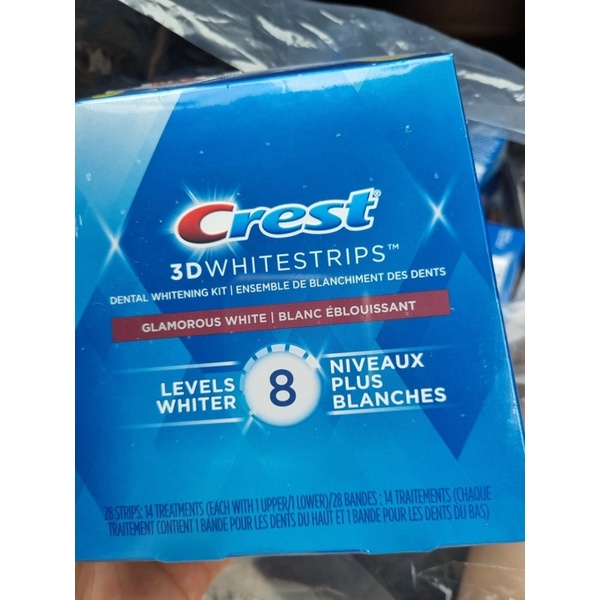 Crest®
3DWHITESTRIPS™
DENTAL WHITENING KIT | ENSEMBLE DE BLANCHIMENT DES DENTS
GLAMOROUS WHITE | BLANC ÉBLOUISSANT
LEVELS
WHITER
8
NIVEAUX
PLUS
BLANCHES
28 STRIPS: 14 TREATMENTS (EACH WITH 1 UPPER/1 LOWER)/28 BANDES : 14 TRAITEMENTS (CHAQUE
TRAITEMENT CONTIENT 1 BANDE POUR LES DENTS DU HAUT ET 1 BANDE POUR LES DENTS DU BAS)